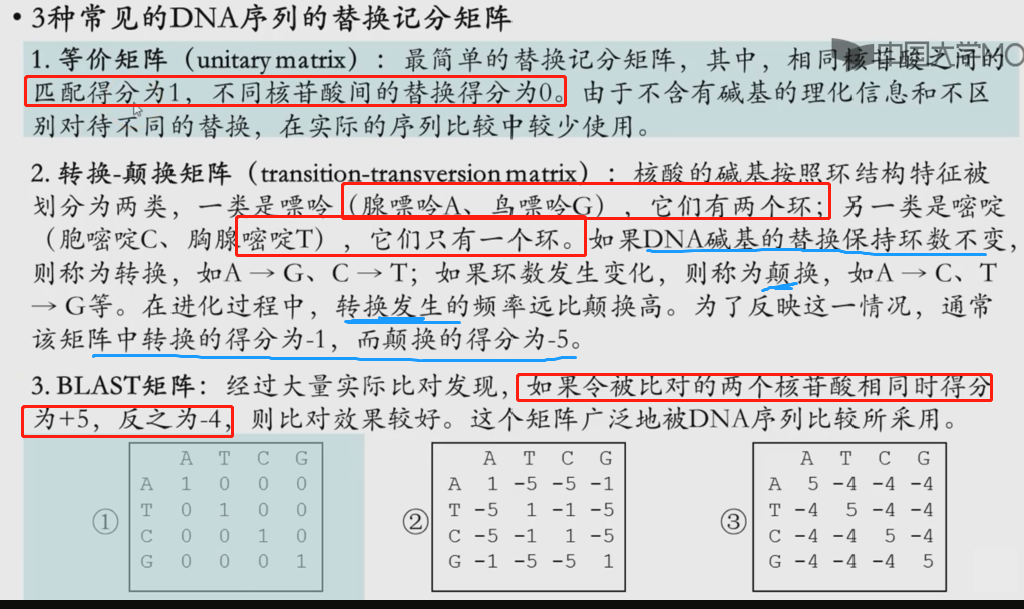 • 3种常见的DNA序列的替换记分矩阵
中国大学MO
1. 等价矩阵（unitary matrix）：最简单的替换记分矩阵，其中，相同核苷酸之间的
匹配得分为1，不同核苷酸间的替换得分为0。由于不含有碱基的理化信息和不区
别对待不同的替换，在实际的序列比较中较少使用。
2. 转换-颠换矩阵（transition-transversion matrix）：核酸的碱基按照环结构特征被
划分为两类，一类是嘌呤（腺嘌呤A、鸟嘌呤G），它们有两个环；另一类是嘧啶
（胞嘧啶C、胸腺嘧啶T），它们只有一个环。如果DNA碱基的替换保持环数不变，
则称为转换，如A→G、C→T；如果环数发生变化，则称为颠换，如A→C、T
→G等。在进化过程中，转换发生的频率远比颠换高。为了反映这一情况，通常
该矩阵中转换的得分为-1，而颠换的得分为-5。
3. BLAST矩阵：经过大量实际比对发现，如果令被比对的两个核苷酸相同时得分
为+5，反之为-4，则比对效果较好。这个矩阵广泛地被DNA序列比较所采用。
①
A T C G
A 1 0 0 0
T 0 1 0 0
C 0 0 1 0
G 0 0 0 1
②
A T C G
A 1 -5 -5 -1
T -5 1 -1 -5
C -5 -1 1 -5
G -1 -5 -5 1
③
A T C G
A 5 -4 -4 -4
T -4 5 -4 -4
C -4 -4 5 -4
G -4 -4 -4 5